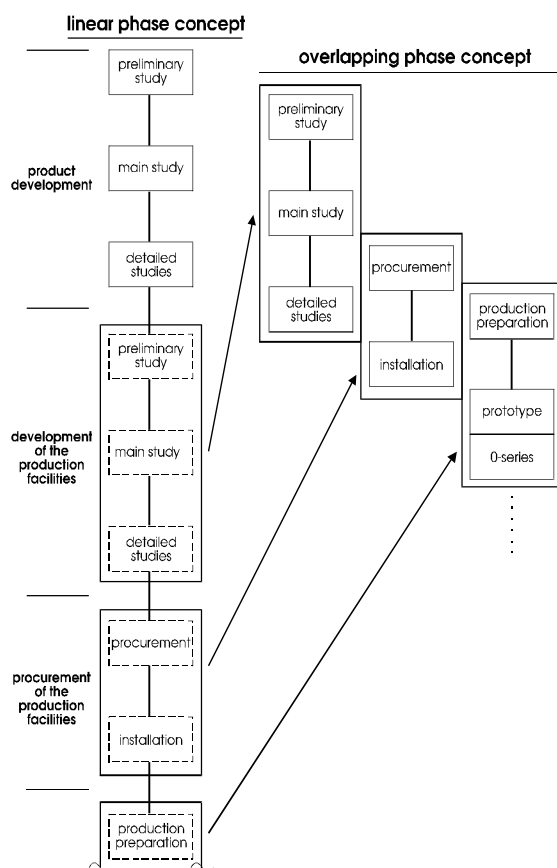 linear phase concept
overlapping phase concept
product
development
preliminary
study
main study
detailed
studies
development
of the
production
facilities
preliminary
study
main study
detailed
studies
procurement
of the
production
facilities
procurement
installation
production
preparation
preliminary
study
main study
detailed
studies
procurement
installation
production
preparation
prototype
0-series